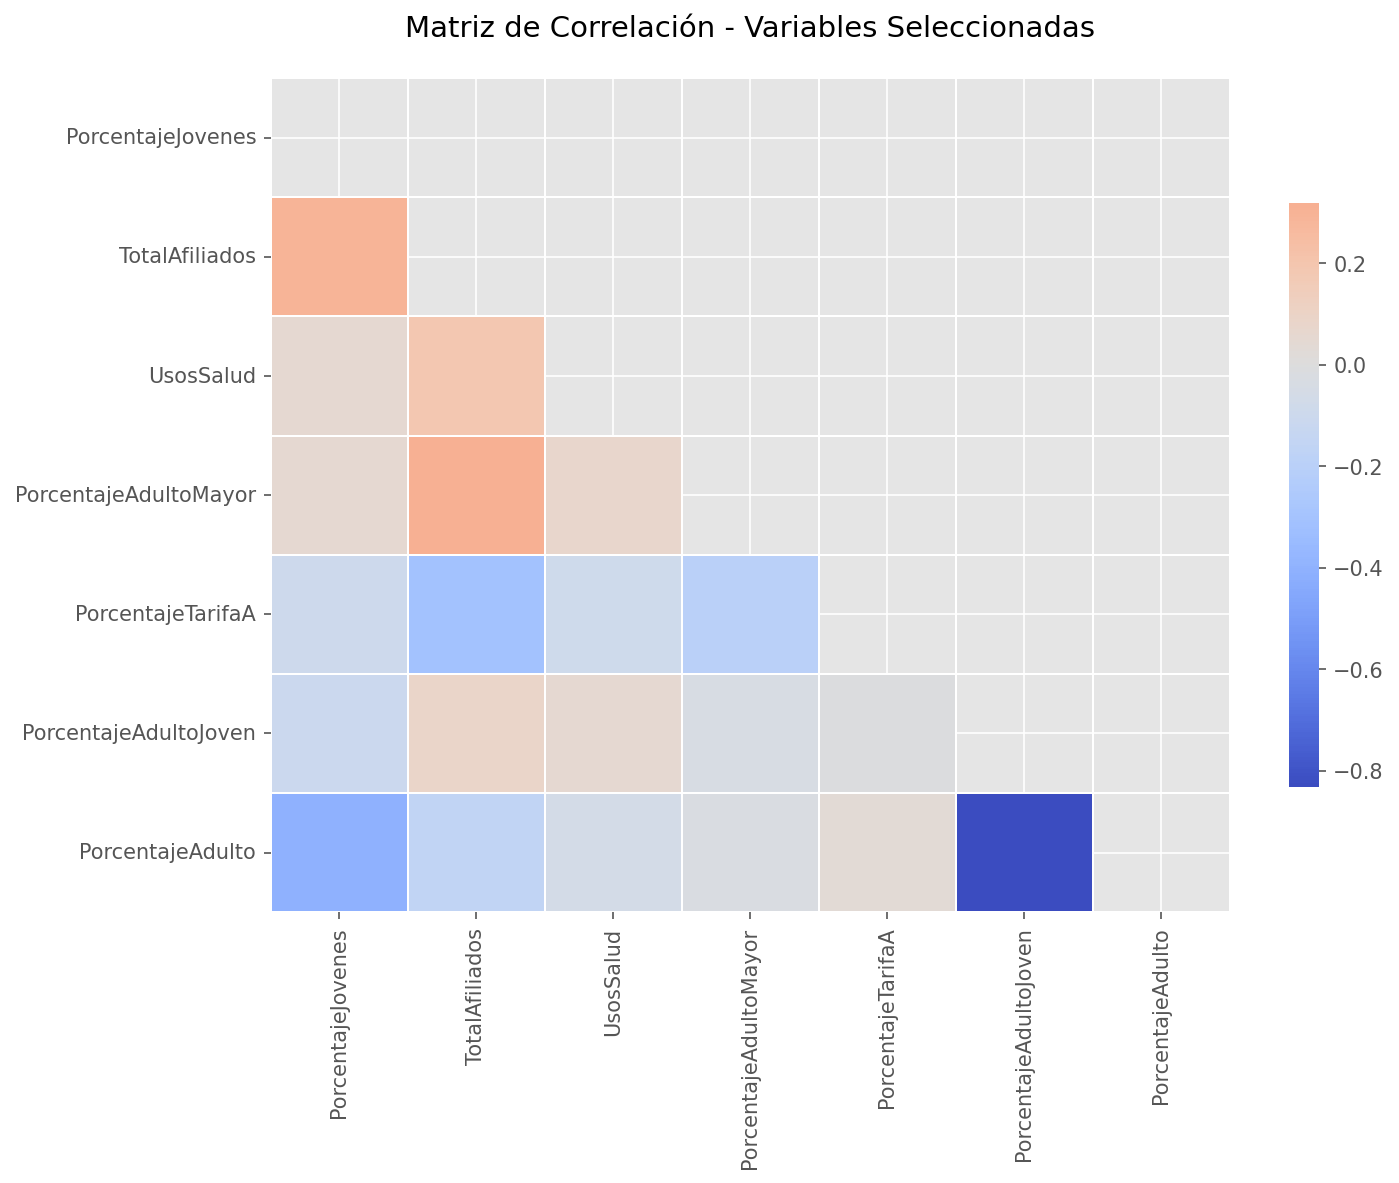 Matriz de Correlación - Variables Seleccionadas
PorcentajeJovenes
TotalAfiliados
UsosSalud
PorcentajeAdultoMayor
PorcentajeTarifaA
PorcentajeAdultoJoven
PorcentajeAdulto
PorcentajeJovenes
TotalAfiliados
UsosSalud
PorcentajeAdultoMayor
PorcentajeTarifaA
PorcentajeAdultoJoven
PorcentajeAdulto
0.2
0.0
−0.2
−0.4
−0.6
−0.8